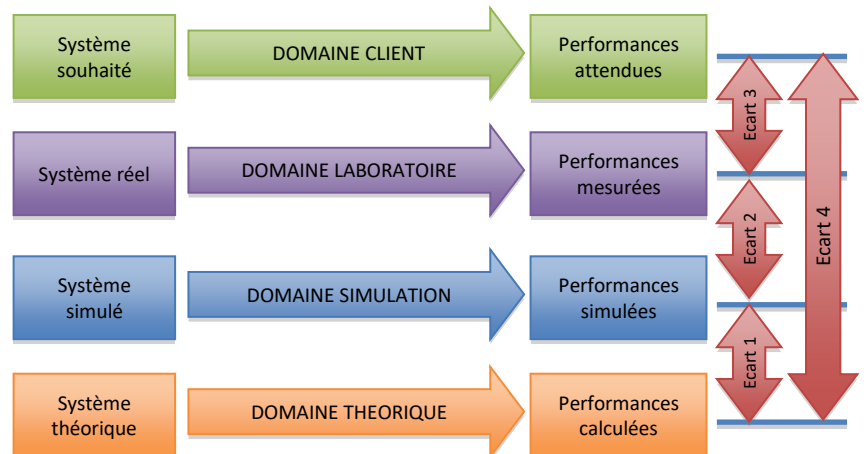 Système
souhaité
DOMAINE CLIENT
Performances
attendues
Ecart 3
Ecart 4
Système réel
DOMAINE LABORATOIRE
Performances
mesurées
Ecart 2
Système
simulé
DOMAINE SIMULATION
Performances
simulées
Ecart 1
Système
théorique
DOMAINE THEORIQUE
Performances
calculées